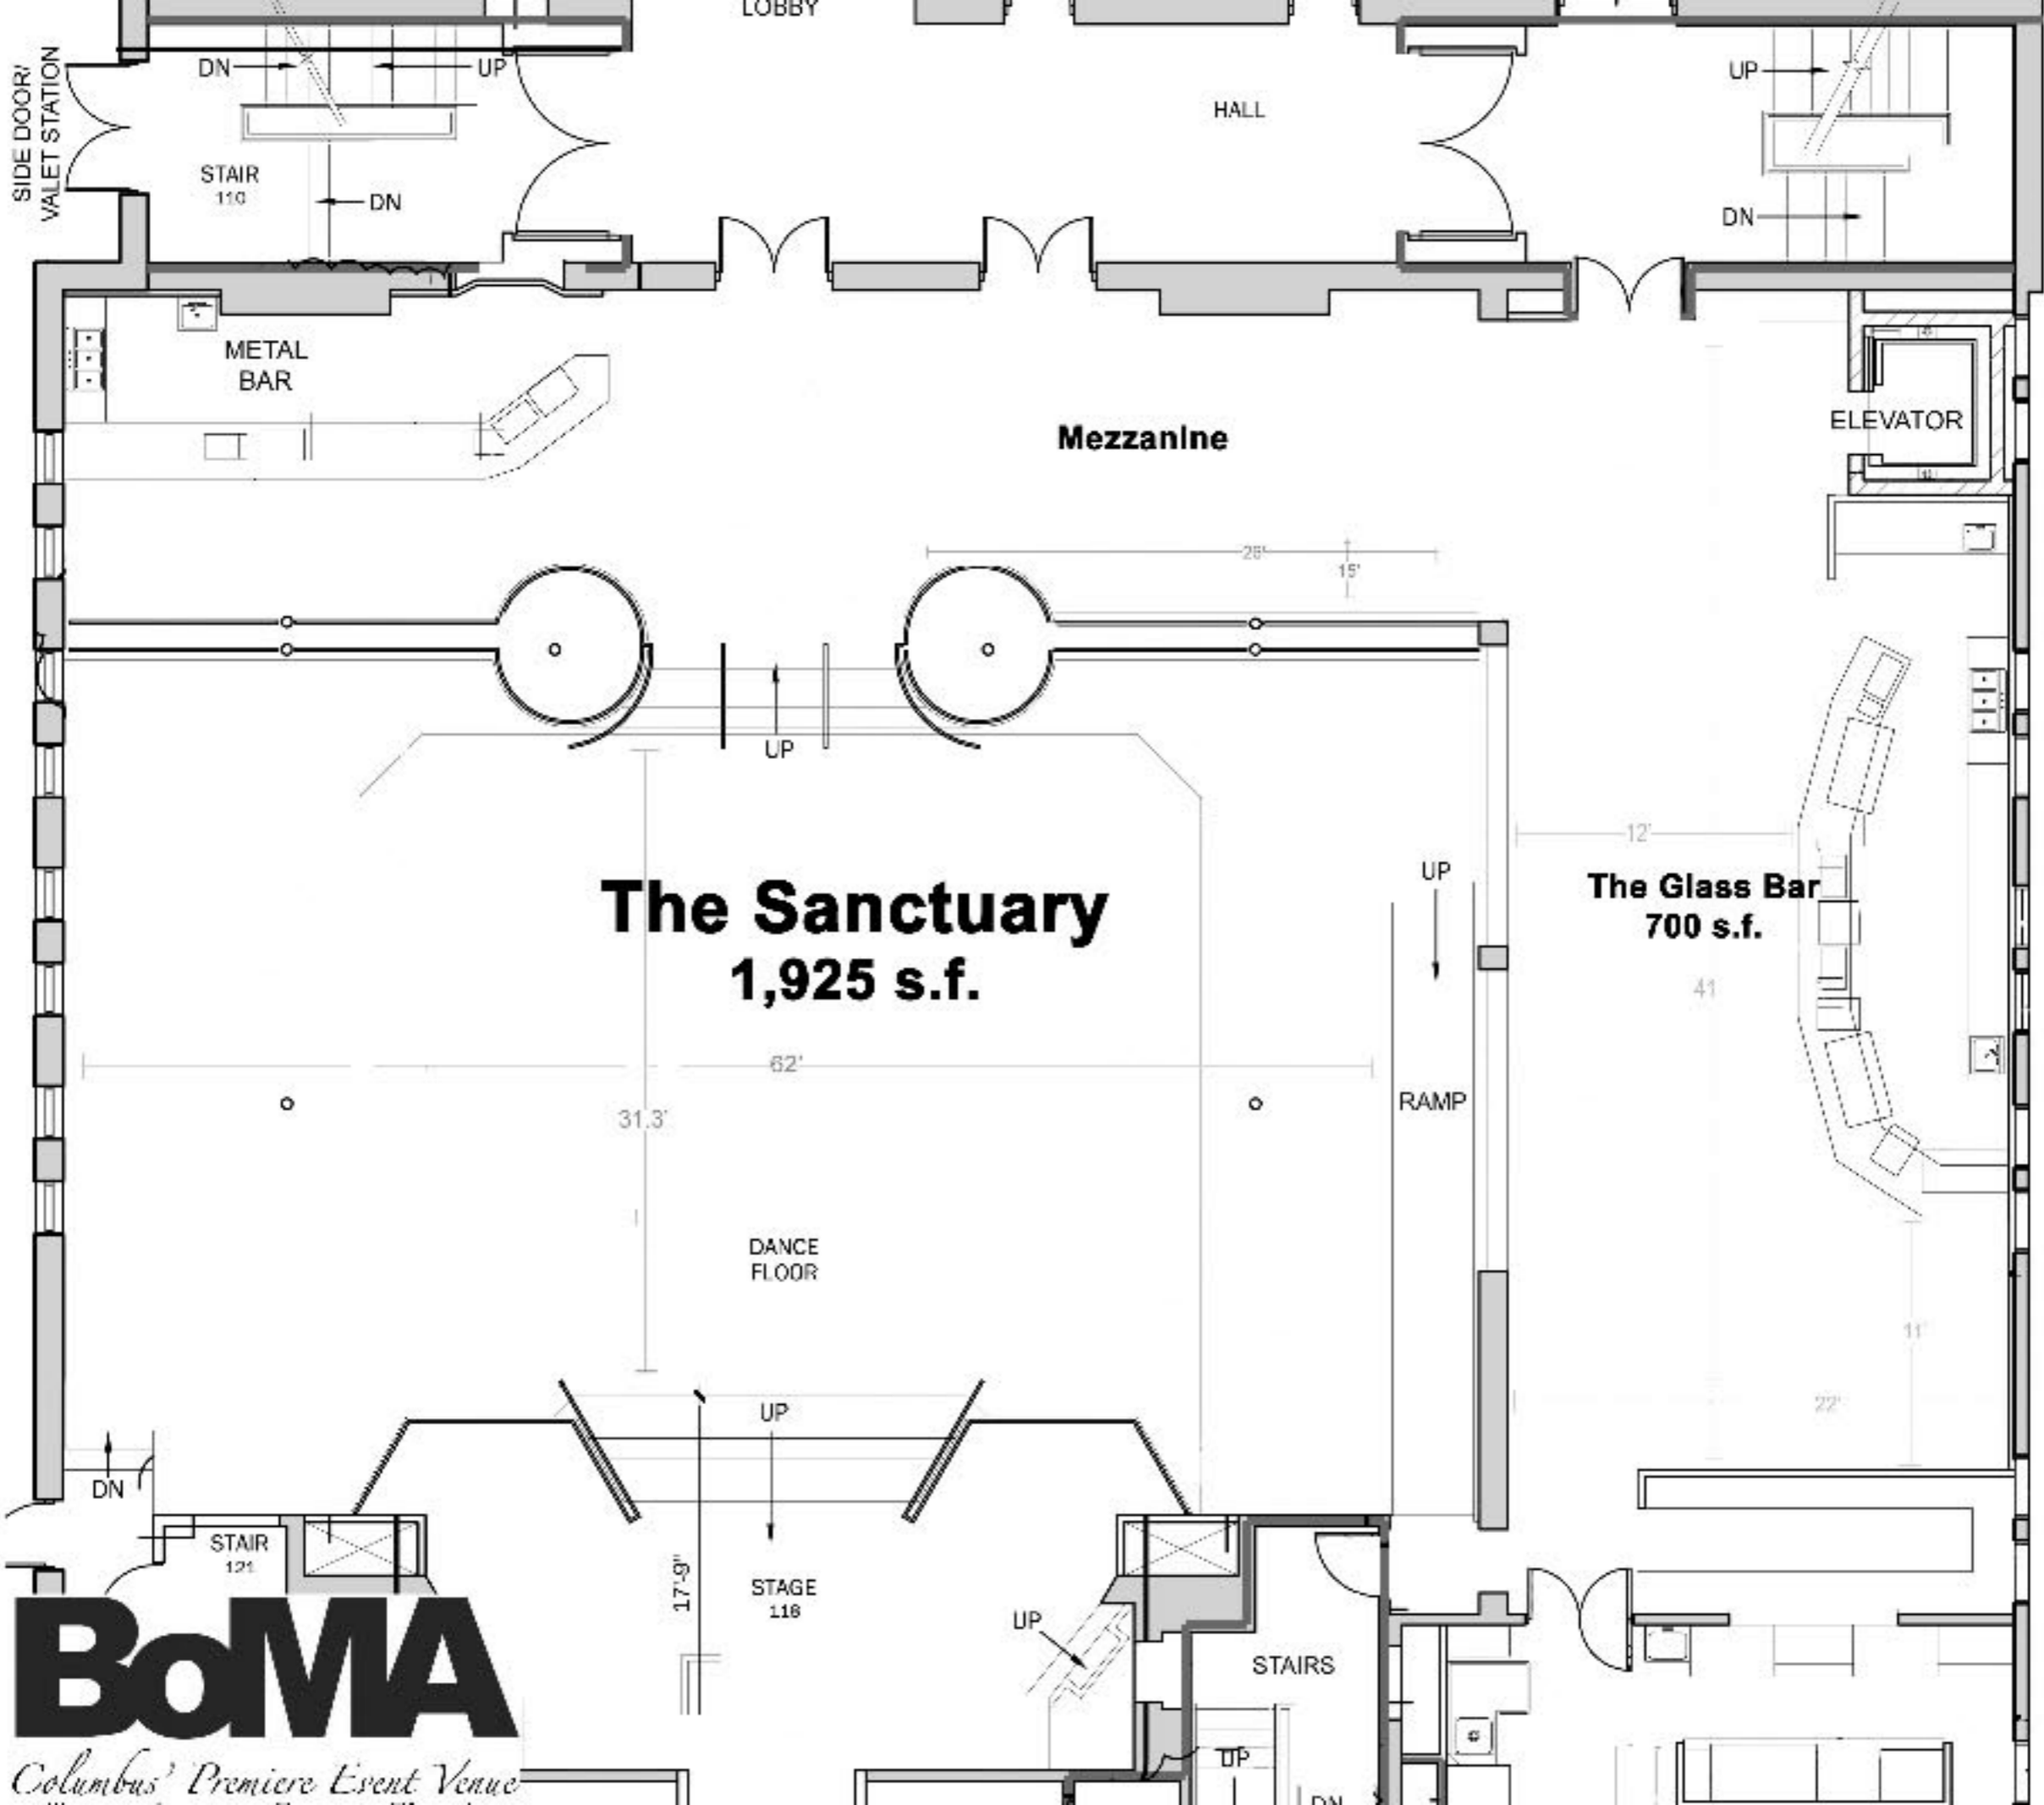 LOBBY
SIDE DOOR/
VALET STATION
DN
UP
HALL
UP
STAIR
110
DN
DN
METAL
BAR
Mezzanine
ELEVATOR
28'
15'
UP
12'
The Sanctuary
1,925 s.f.
UP
The Glass Bar
700 s.f.
41
62'
31.3'
RAMP
DANCE
FLOOR
11'
22'
UP
DN
STAIR
121
17'-9"
STAGE
118
UP
STAIRS
UP
DN
BoMA
Columbus' Premiere Event Venue